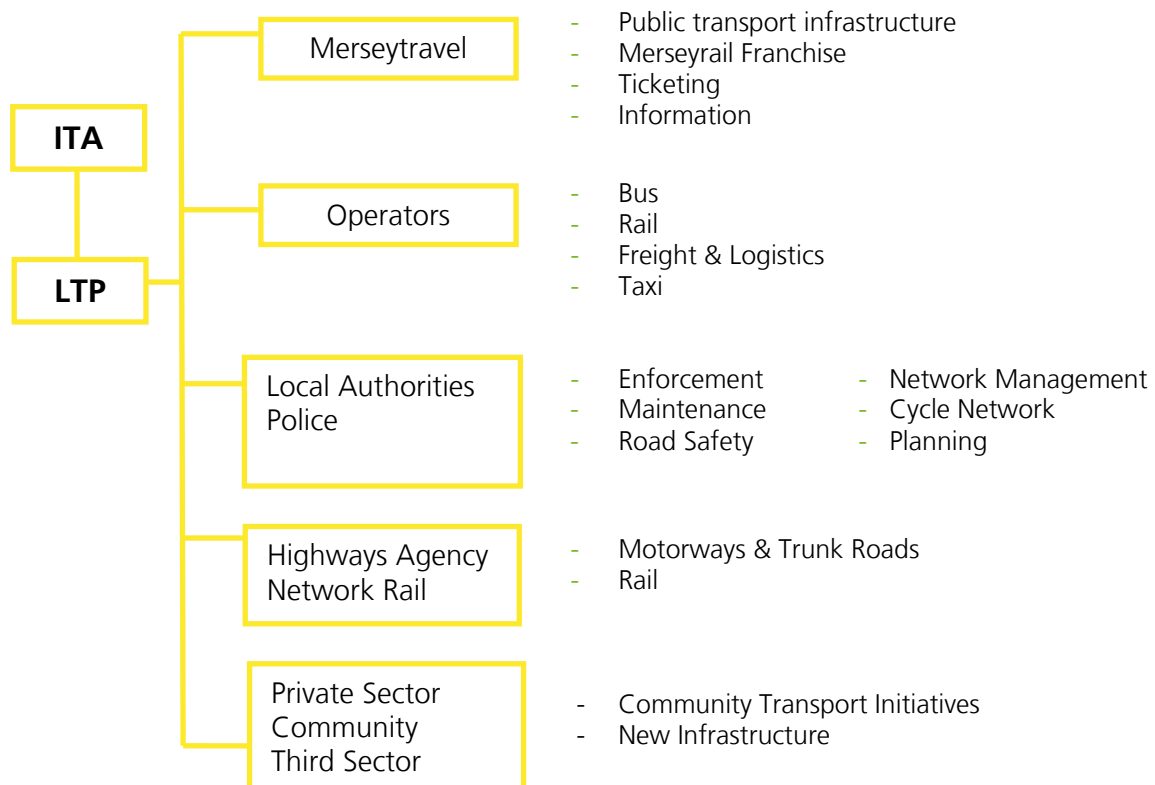 Merseytravel
- Public transport infrastructure
- Merseyrail Franchise
- Ticketing
- Information
ITA
Operators
- Bus
- Rail
- Freight & Logistics
- Taxi
LTP
Local Authorities
Police
- Enforcement
- Maintenance
- Road Safety
- Network Management
- Cycle Network
- Planning
Highways Agency
Network Rail
- Motorways & Trunk Roads
- Rail
Private Sector
Community
Third Sector
- Community Transport Initiatives
- New Infrastructure